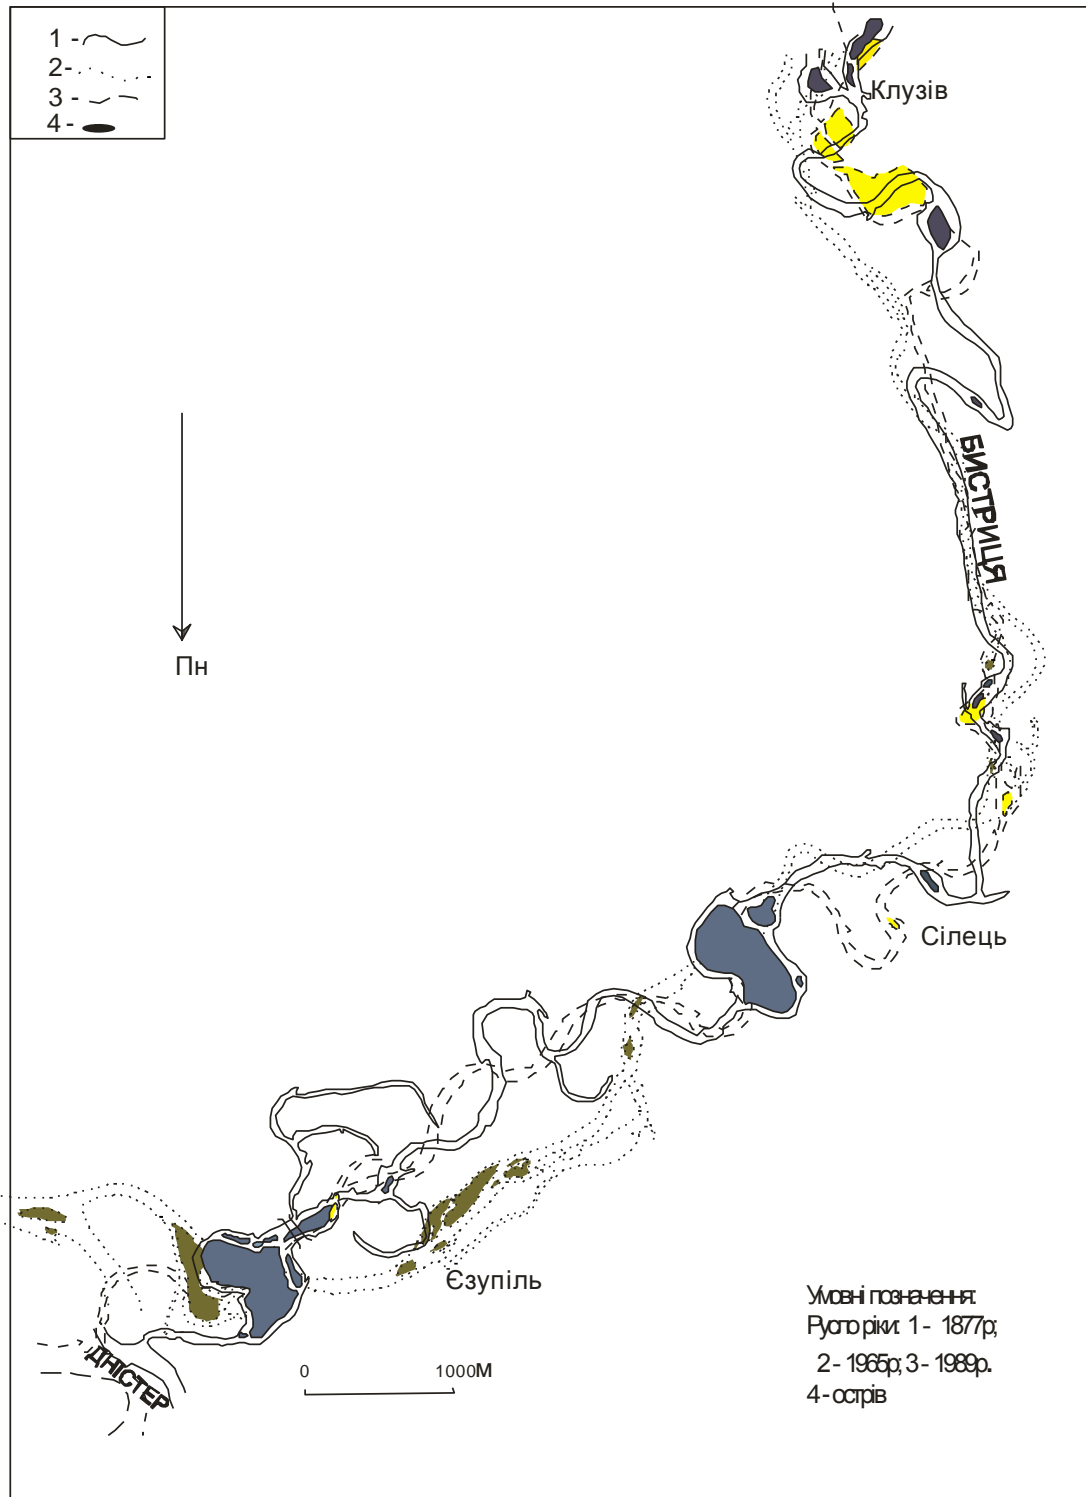 1 -
2-
3 -
4 -
Клузів
БИСТРИЦЯ
Пн
Сілець
Єзупіль
ДНІСТЕР
0 1000М
Умовні позначення:
Русло ріки: 1 - 1877р;
2 - 1965р; 3 - 1989р.
4 - острів